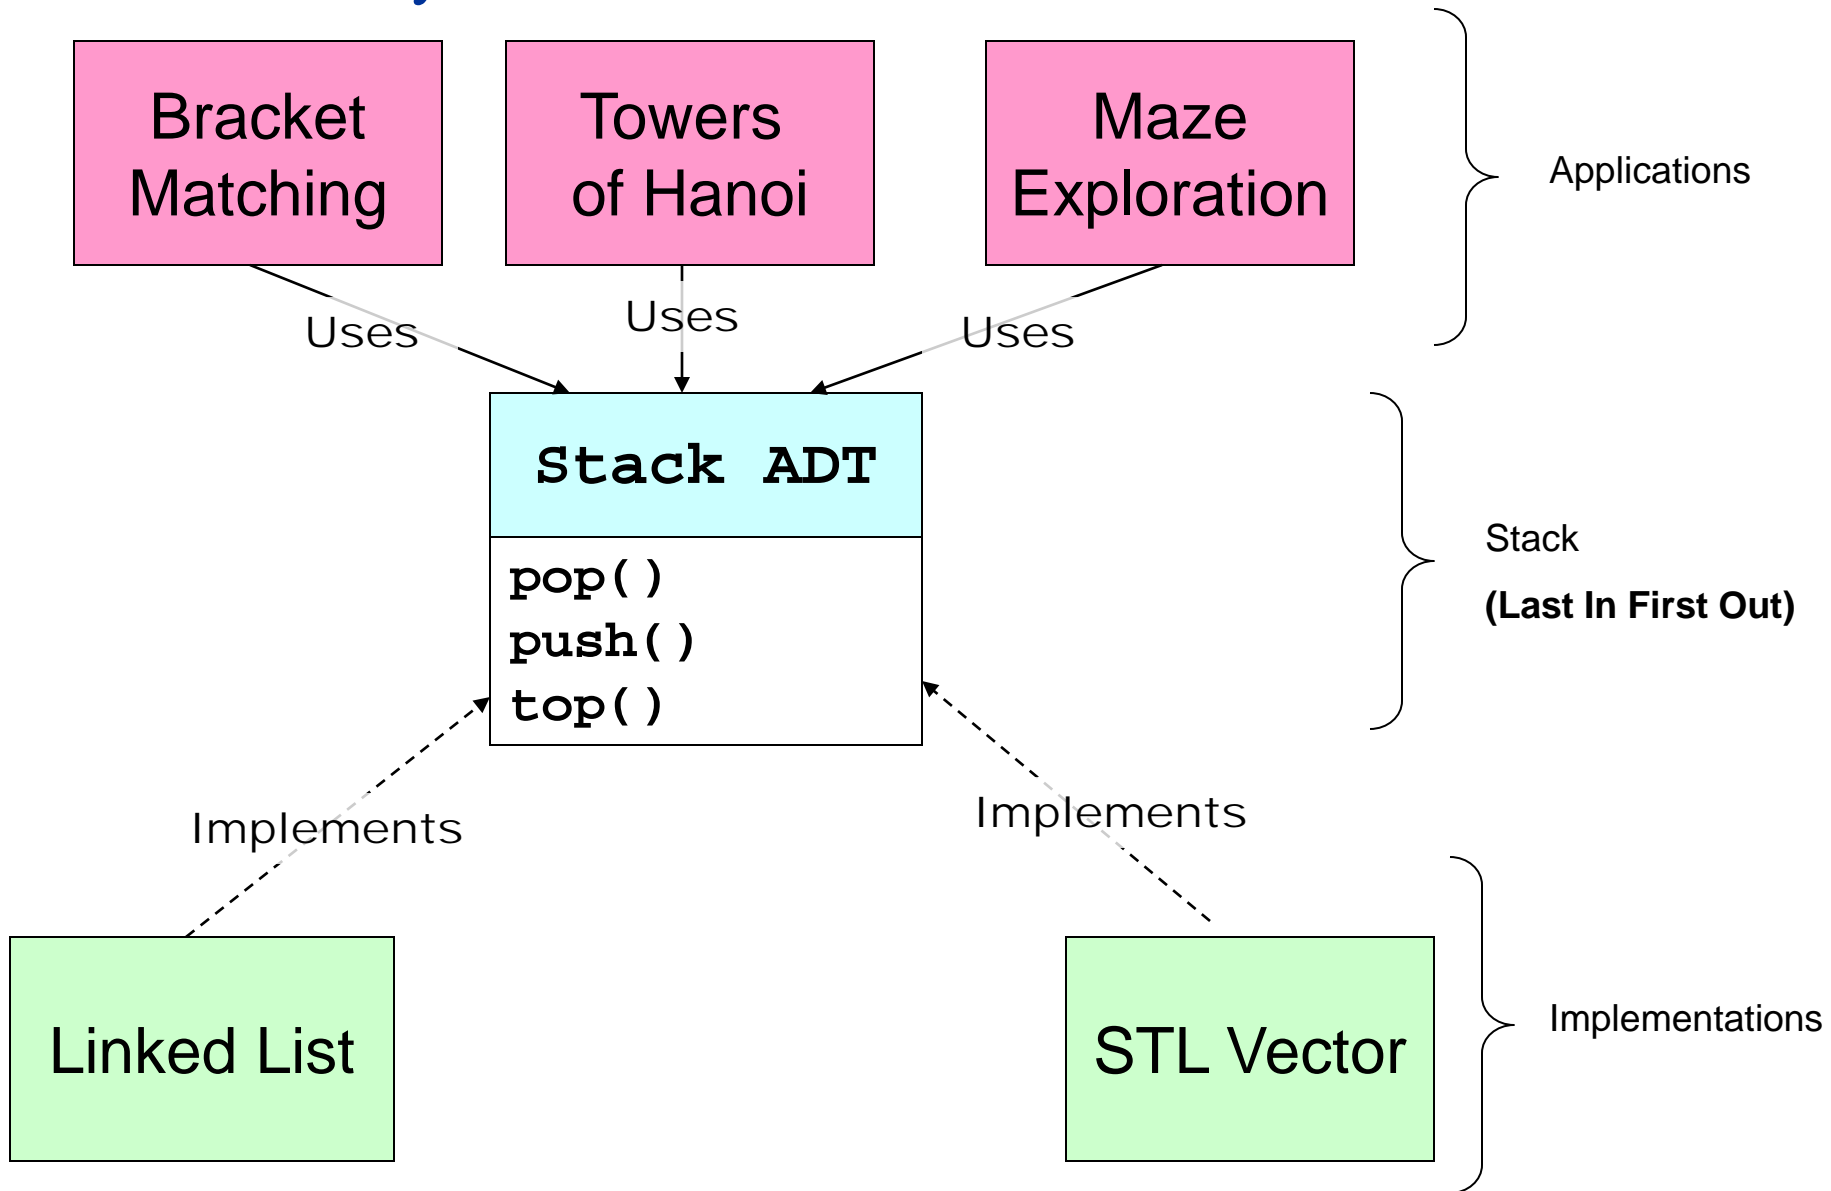 Bracket
Matching
Towers
of Hanoi
Maze
Exploration
Applications
Uses
Uses
Uses
Stack ADT
pop()
push()
top()
Stack
(Last In First Out)
Implements
Implements
Linked List
STL Vector
Implementations